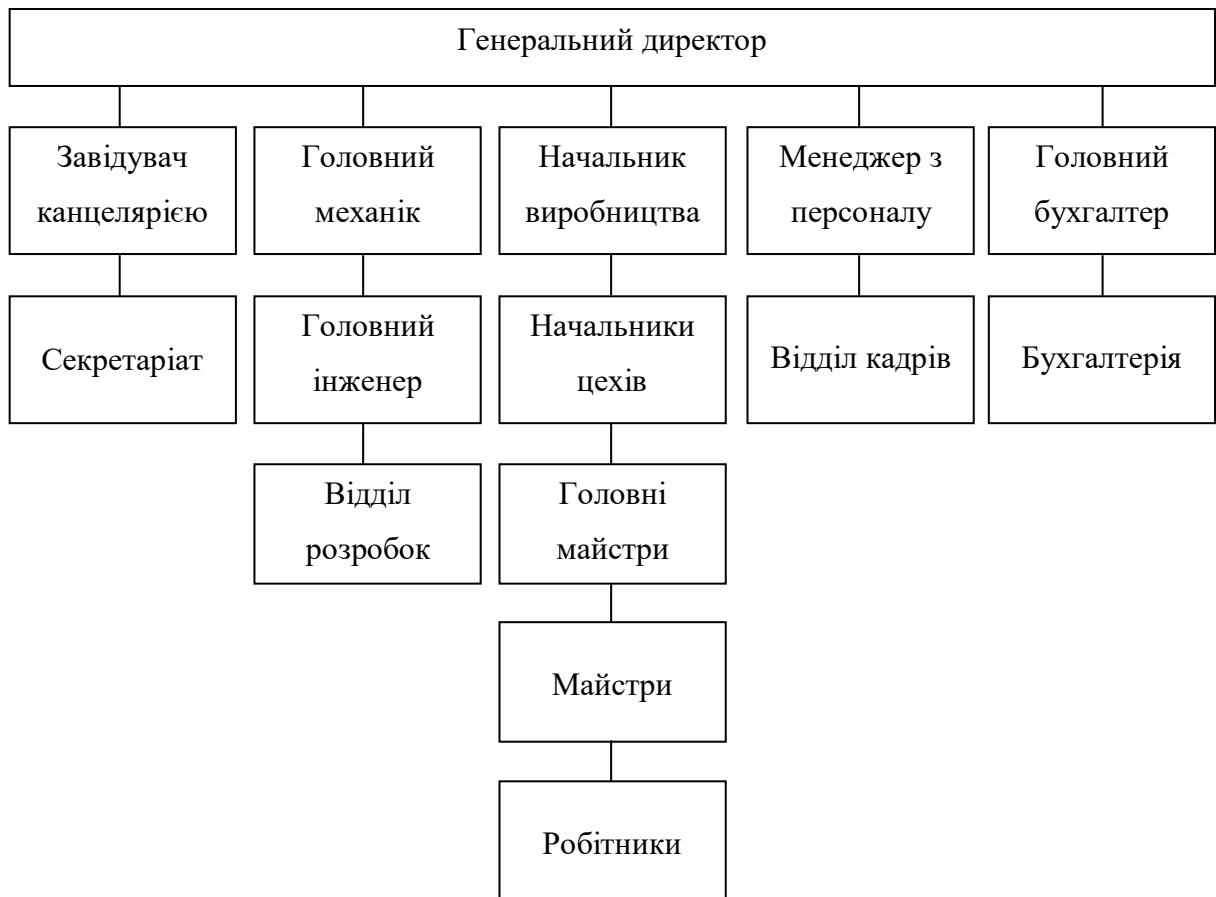 Генеральний директор
Завідувач
канцелярією
Головний
механік
Начальник
виробництва
Менеджер з
персоналу
Головний
бухгалтер
Секретаріат
Головний
інженер
Начальники
цехів
Відділ кадрів
Бухгалтерія
Відділ
розробок
Головні
майстри
Майстри
Робітники